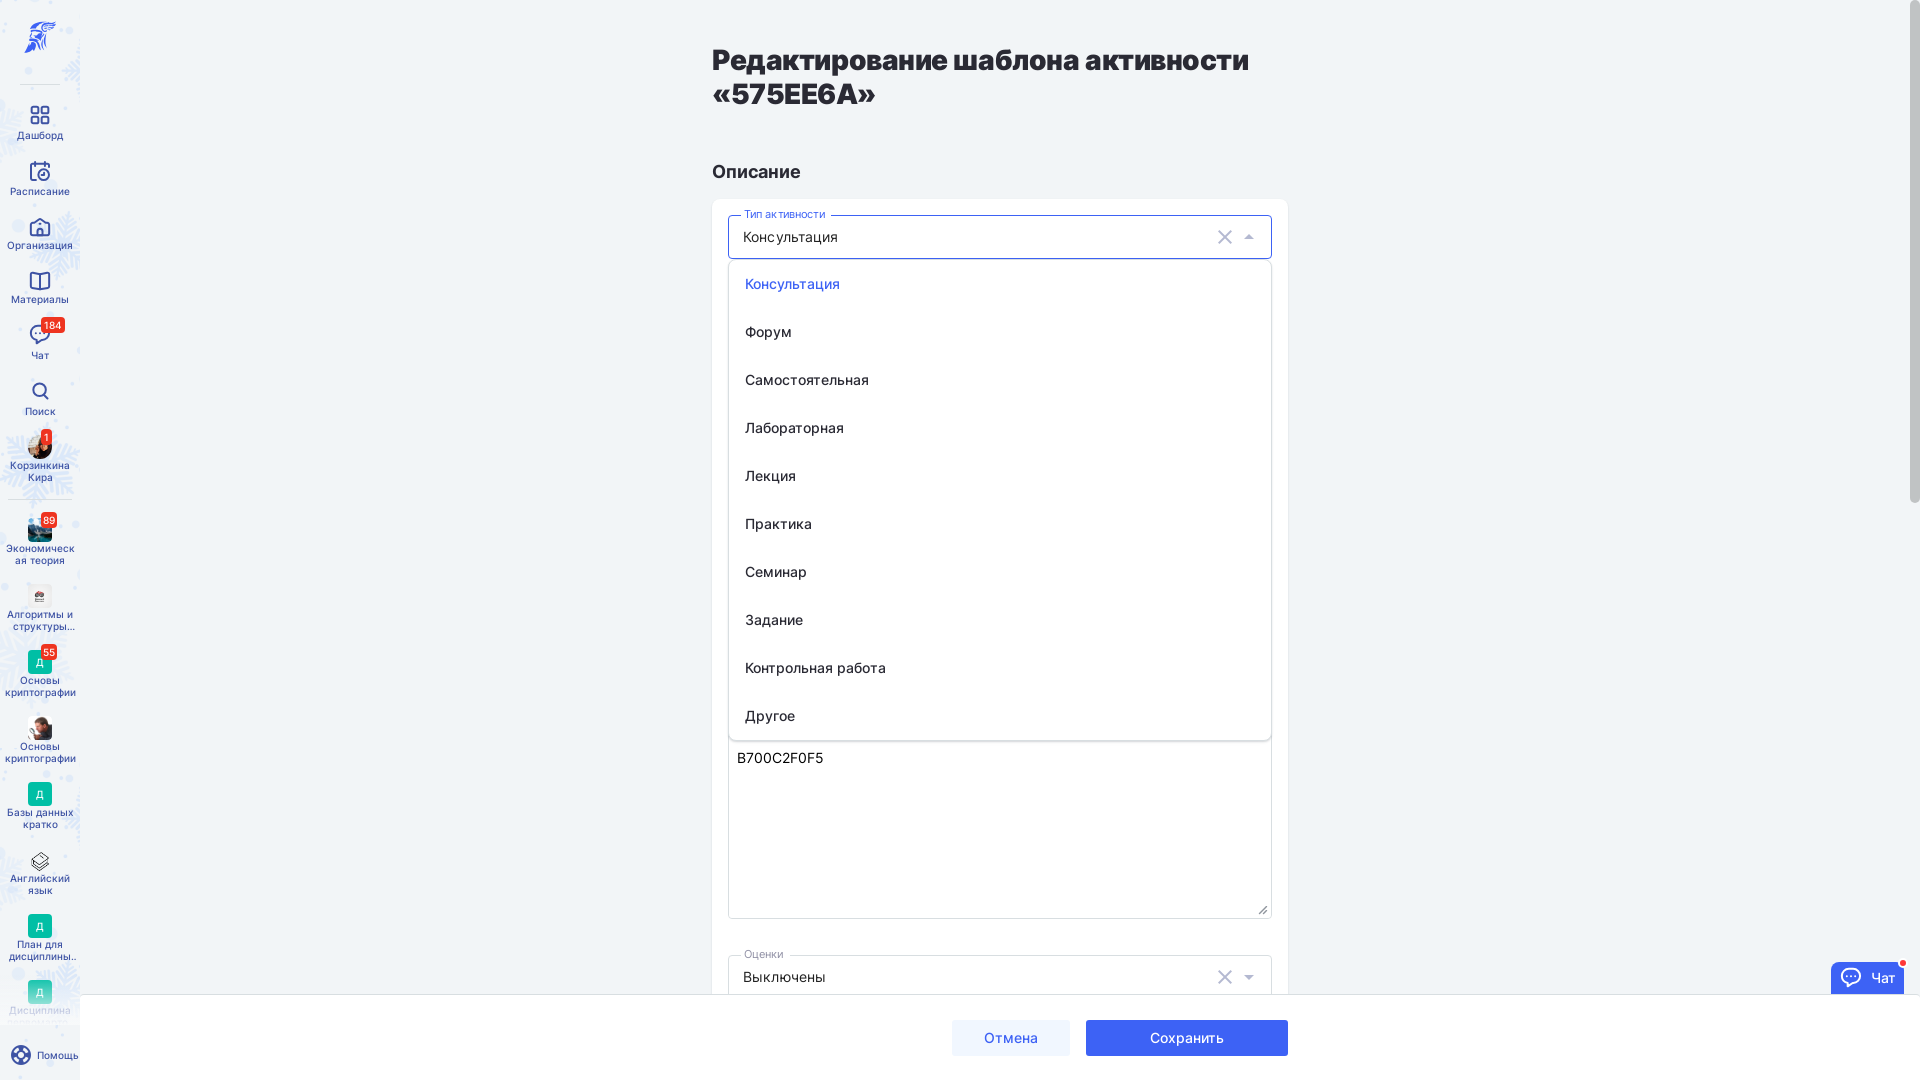 Дашборд
Расписание
Организация
Материалы
184
Чат
Поиск
1
Корзинкина
Кира
89
Экономическ
ая теория
Алгоритмы и
структуры...
55
Д
Основы
криптографии
Основы
криптографии
Д
Базы данных
кратко
Английский
язык
Д
План для
дисциплины..
Д
Дисциплина
Помощь
Редактирование шаблона активности
«575EE6A»
Описание
Тип активности
Консультация
Консультация
Форум
Самостоятельная
Лабораторная
Лекция
Практика
Семинар
Задание
Контрольная работа
Другое
B700C2F0F5
Оценки
Выключены
Отмена
Сохранить
Чат